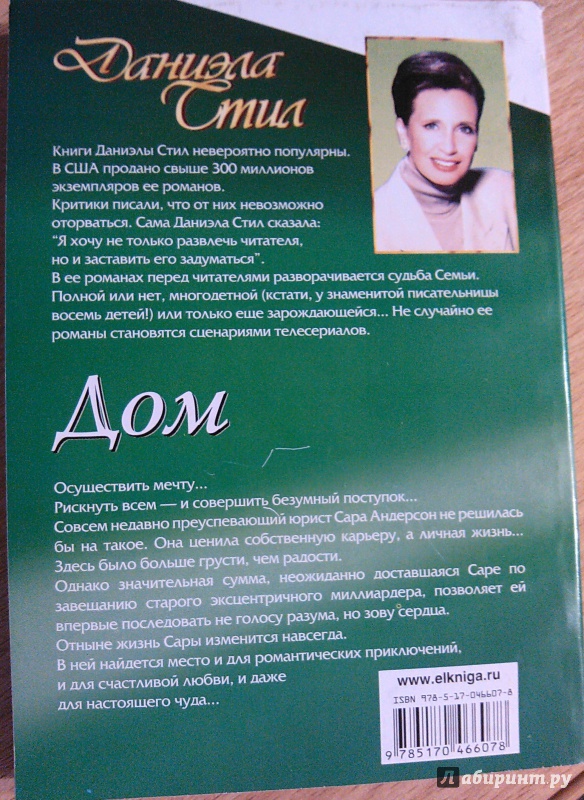 Даниэла
Стил
Книги Даниэлы Стил невероятно популярны.
В США продано свыше 300 миллионов
экземпляров ее романов.
Критики писали, что от них невозможно
оторваться. Сама Даниэла Стил сказала:
“Я хочу не только развлечь читателя,
но и заставить его задуматься”.
В ее романах перед читателями разворачивается судьба Семьи.
Полной или нет, многодетной (кстати, у знаменитой писательницы
восемь детей!) или только еще зарождающейся... Не случайно ее
романы становятся сценариями телесериалов.
Дом
Осуществить мечту...
Рискнуть всем — и совершить безумный поступок...
Совсем недавно преуспевающий юрист Сара Андерсон не решилась
бы на такое. Она ценила собственную карьеру, а личная жизнь...
Здесь было больше грусти, чем радости.
Однако значительная сумма, неожиданно доставшаяся Саре по
завещанию старого эксцентричного миллиардера, позволяет ей
впервые последовать не голосу разума, но зову сердца.
Отныне жизнь Сары изменится навсегда.
В ней найдется место и для романтических приключений,
и для счастливой любви, и даже
для настоящего чуда...
www.elkniga.ru
ISBN 978-5-17-046607-8
9 785170 466078
Лабиринт.ру